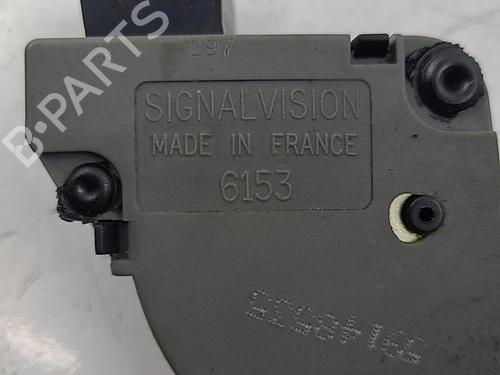 297
SIGNALVISION
MADE IN FRANCE
6153
B-PARTS